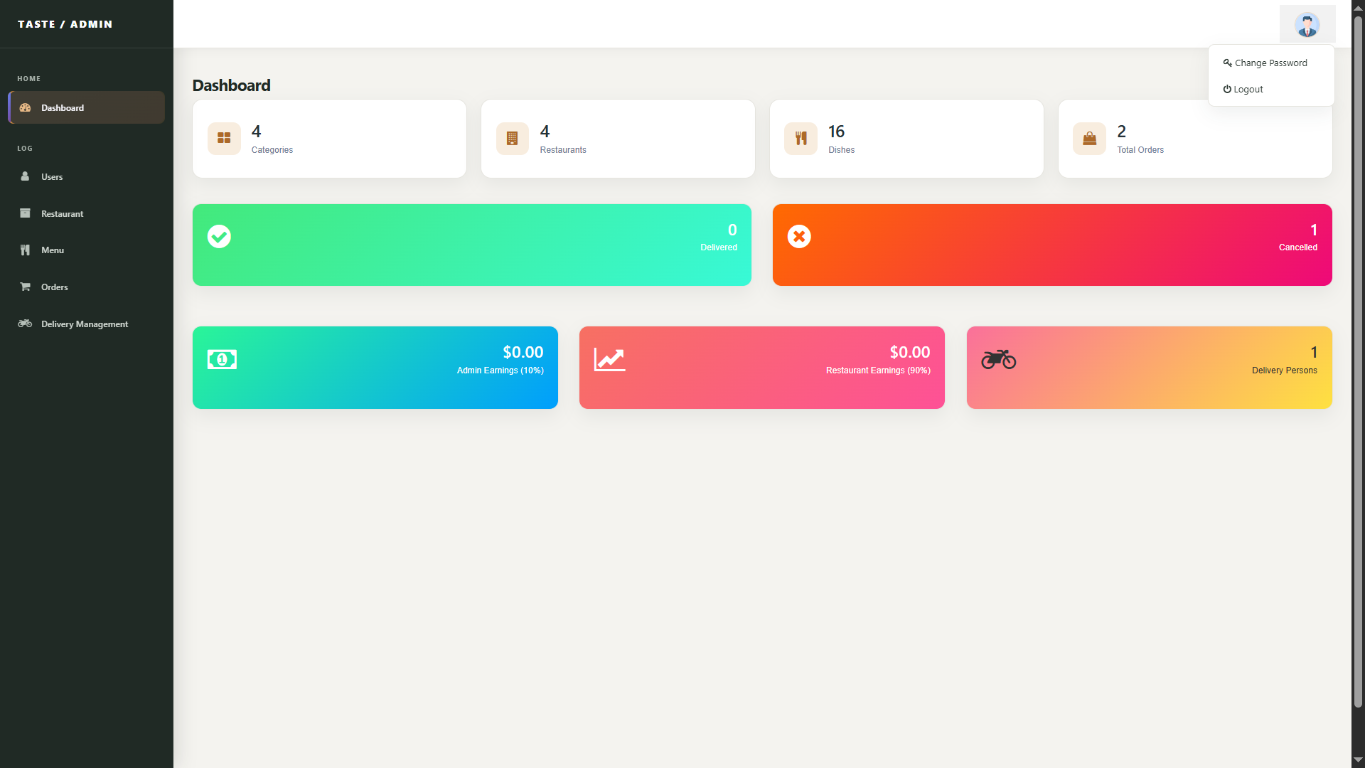 TASTE / ADMIN
HOME
Dashboard
LOG
Users
Restaurant
Menu
Orders
Delivery Management
Change Password
Logout
Dashboard
4
Categories
4
Restaurants
16
Dishes
2
Total Orders
0
Delivered
1
Cancelled
$0.00
Admin Earnings (10%)
$0.00
Restaurant Earnings (90%)
1
Delivery Persons